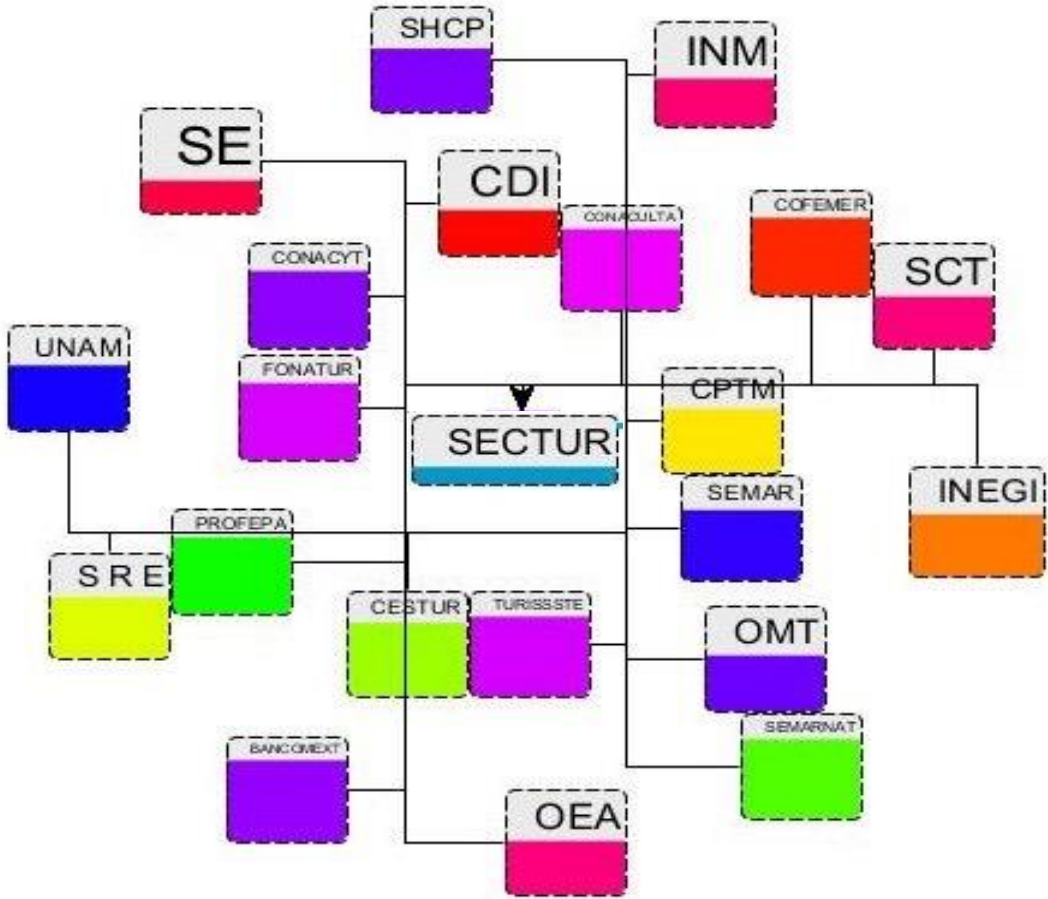 SHCP
INM
SE
CDI
CONACULTA
COFEMER
CONACYT
SCT
UNAM
FONATUR
CPTM
SECTUR
SEMAR
INEGI
PROFEPA
S R E
CESTUR
TURISSSTE
OMT
SEMARNAT
BANCOMEXT
OEA